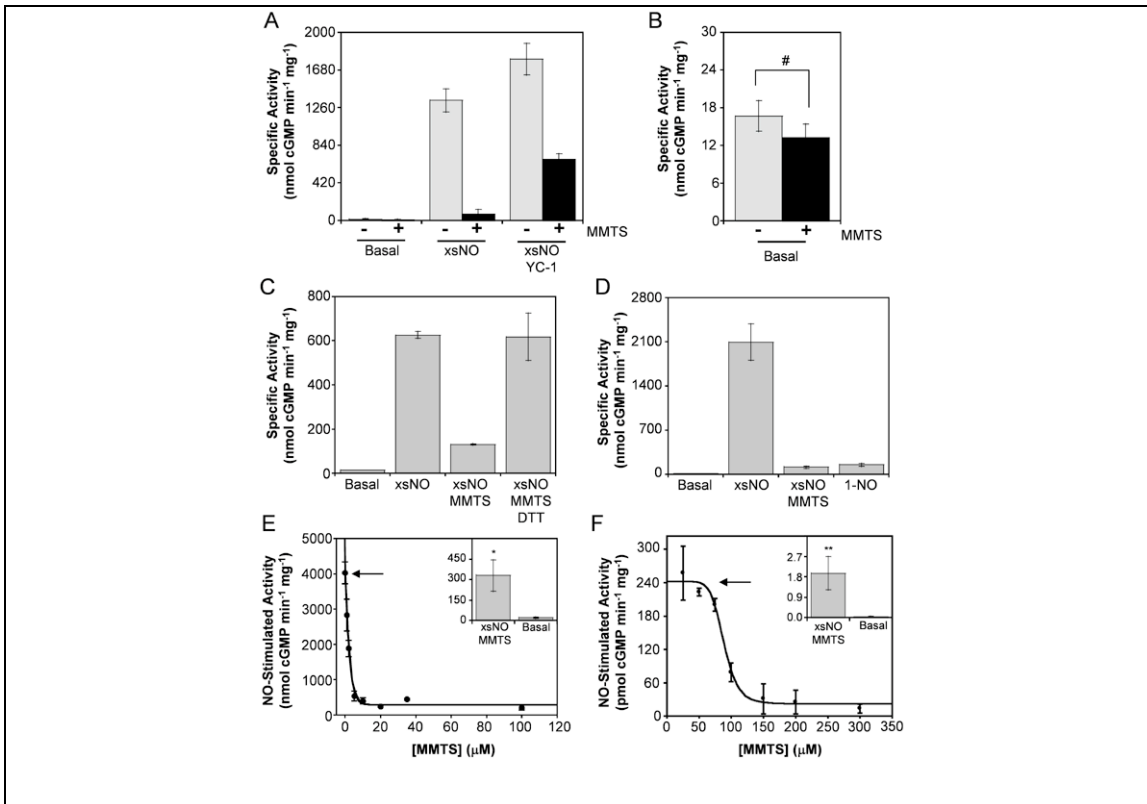 A
Specific Activity
(nmol cGMP min-1 mg-1)
2000
1680
1260
840
420
0
- + - + - + MMTS
Basal xsNO xsNO
YC-1
B
Specific Activity
(nmol cGMP min-1 mg-1)
30
24
18
12
6
0
#
- + MMTS
Basal
C
Specific Activity
(nmol cGMP min-1 mg-1)
800
600
400
200
0
Basal xsNO xsNO xsNO
MMTS MMTS
DTT
D
Specific Activity
(nmol cGMP min-1 mg-1)
2800
2100
1400
700
0
Basal xsNO xsNO 1-NO
MMTS
E
NO-Stimulated Activity
(nmol cGMP min-1 mg-1)
5000
4000
3000
2000
1000
0
0 20 40 60 80 100 120
[MMTS] (μM)
450
300
150
0
*
xsNO Basal
MMTS
F
NO-Stimulated Activity
(pmol cGMP min-1 mg-1)
300
240
180
120
60
0
0 50 100 150 200 250 300 350
[MMTS] (μM)
2.7
1.8
0.9
0.0
**
xsNO Basal
MMTS